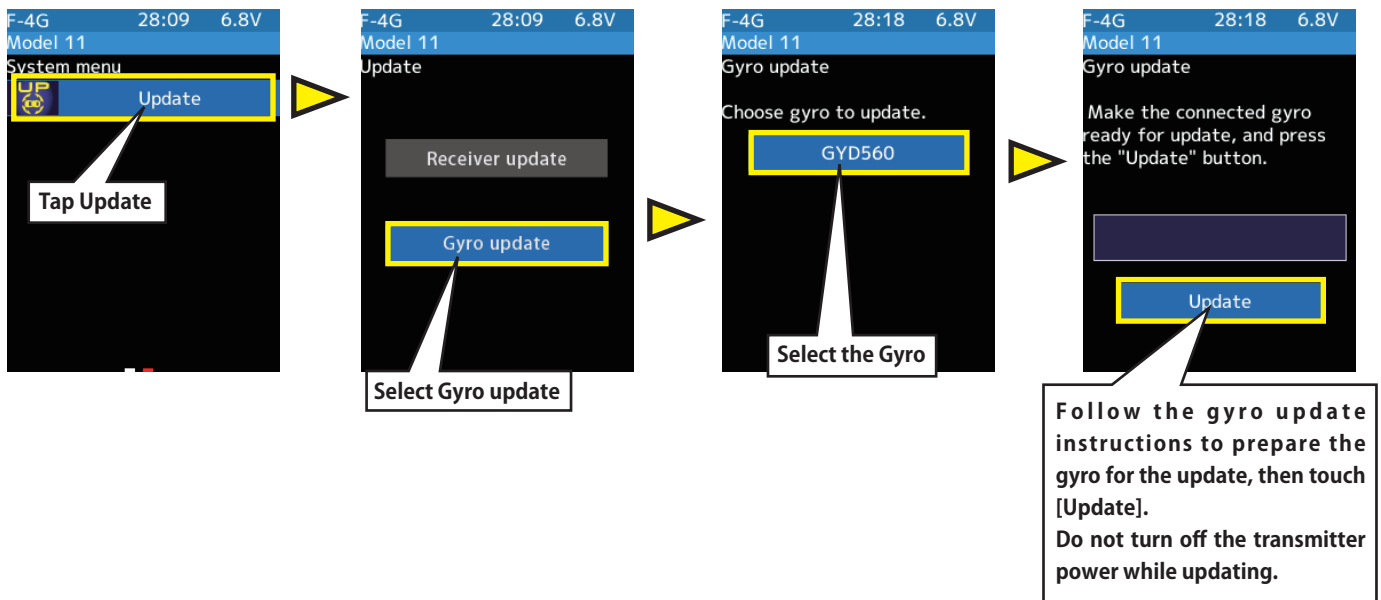 F-4G 28:09 6.8V
Model 11
System menu
UP
Update
Tap Update
F-4G 28:09 6.8V
Model 11
Update
Receiver update
Gyro update
Select Gyro update
F-4G 28:18 6.8V
Model 11
Gyro update
Choose gyro to update.
GYD560
Select the Gyro
F-4G 28:18 6.8V
Model 11
Gyro update
Make the connected gyro
ready for update, and press
the "Update" button.
Update
Follow the gyro update
instructions to prepare the
gyro for the update, then touch
[Update].
Do not turn off the transmitter
power while updating.